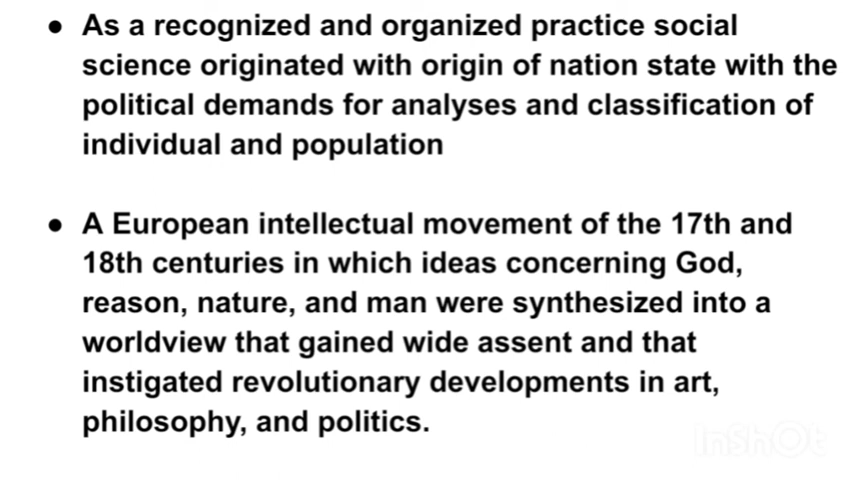 ● As a recognized and organized practice social
science originated with origin of nation state with the
political demands for analyses and classification of
individual and population
● A European intellectual movement of the 17th and
18th centuries in which ideas concerning God,
reason, nature, and man were synthesized into a
worldview that gained wide assent and that
instigated revolutionary developments in art,
philosophy, and politics.
InShOt